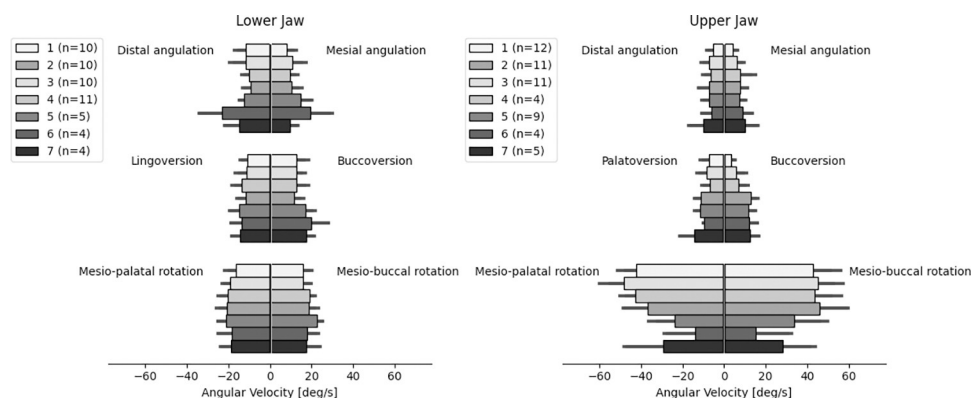 Lower Jaw
1 (n=10)
2 (n=10)
3 (n=10)
4 (n=11)
5 (n=5)
6 (n=4)
7 (n=4)
Distal angulation
Mesial angulation
Lingoversion
Buccoversion
Mesio-palatal rotation
Mesio-buccal rotation
−60 −40 −20 0 20 40 60
Angular Velocity [deg/s]
Upper Jaw
1 (n=12)
2 (n=11)
3 (n=11)
4 (n=4)
5 (n=9)
6 (n=4)
7 (n=5)
Distal angulation
Mesial angulation
Palatoversion
Buccoversion
Mesio-palatal rotation
Mesio-buccal rotation
−60 −40 −20 0 20 40 60
Angular Velocity [deg/s]